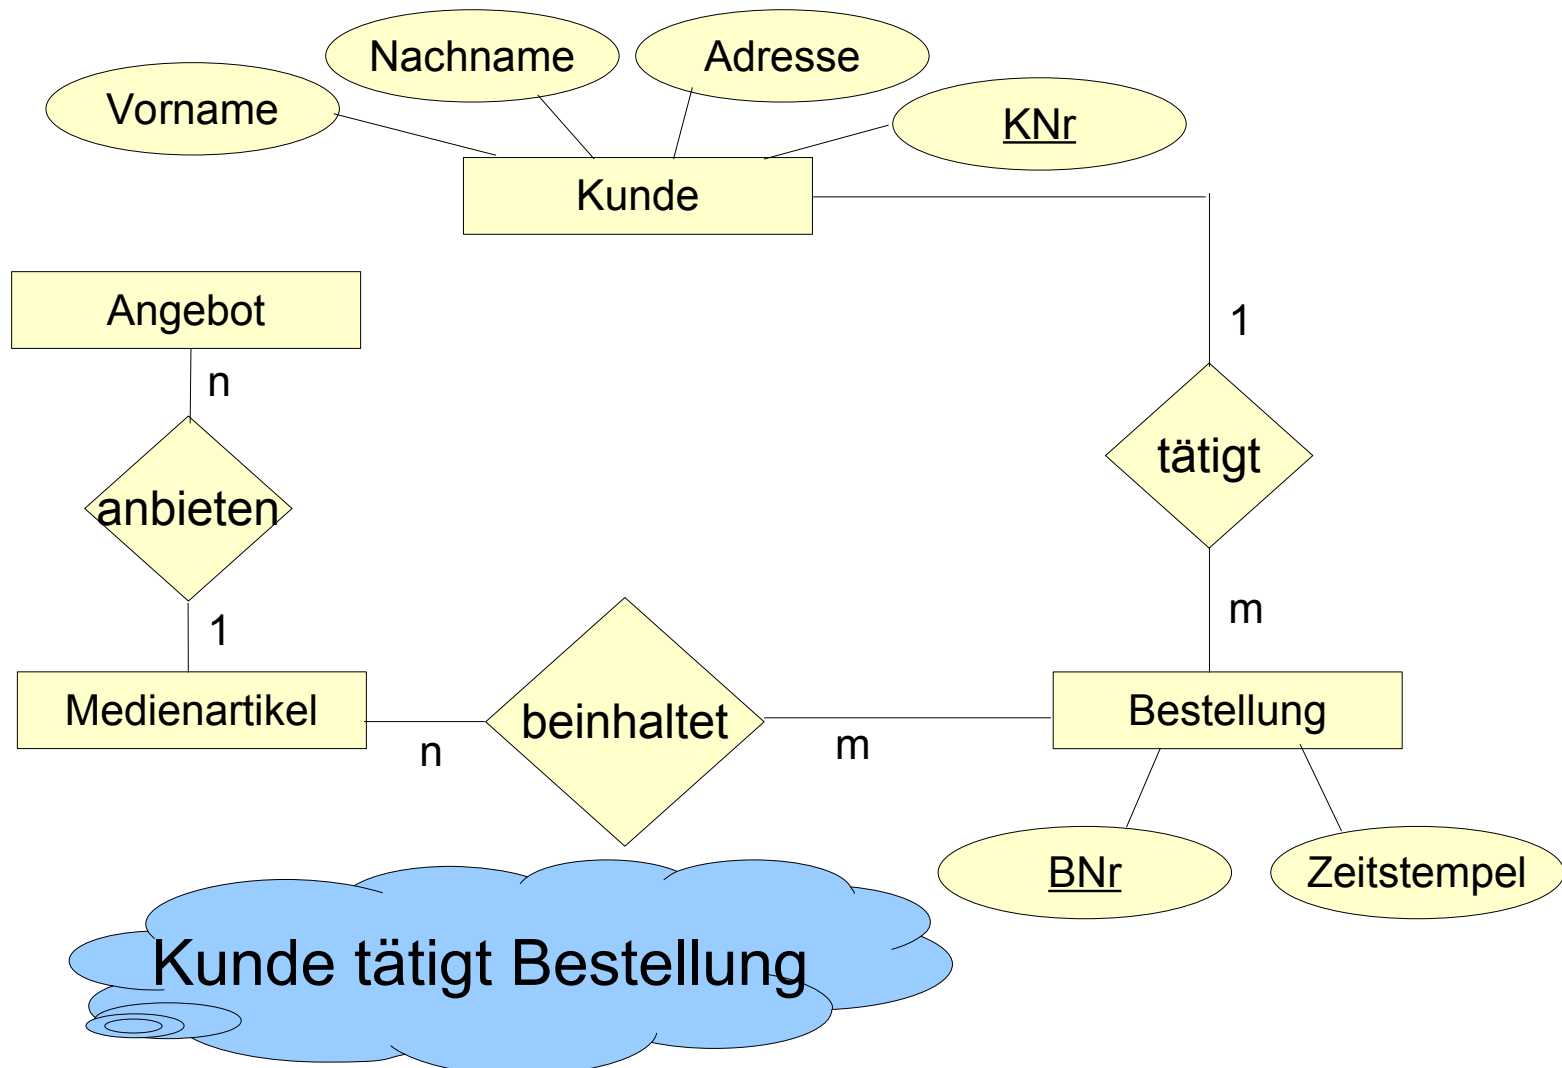 Nachname
Adresse
Vorname
KNr
Kunde
Angebot
1
n
tätigt
anbieten
m
1
Medienartikel
beinhaltet
Bestellung
n
m
BNr
Zeitstempel
Kunde tätigt Bestellung